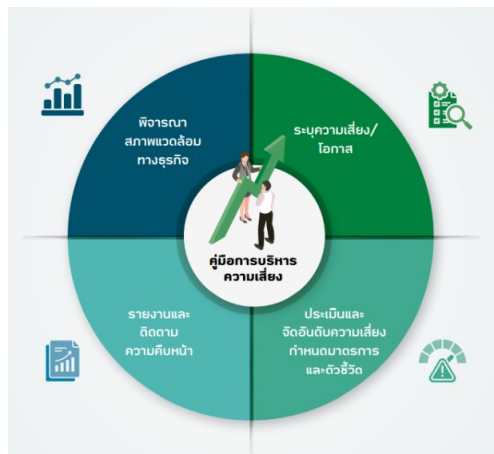 พิจารณา
สภาพแวดล้อม
ทางธุรกิจ
ระบุความเสี่ยง/
โอกาส
คู่มือการบริหาร
ความเสี่ยง
รายงานและ
ติดตาม
ความคืบหน้า
ประเมินและ
จัดอันดับความเสี่ยง
กำหนดมาตรการ
และตัวชี้วัด